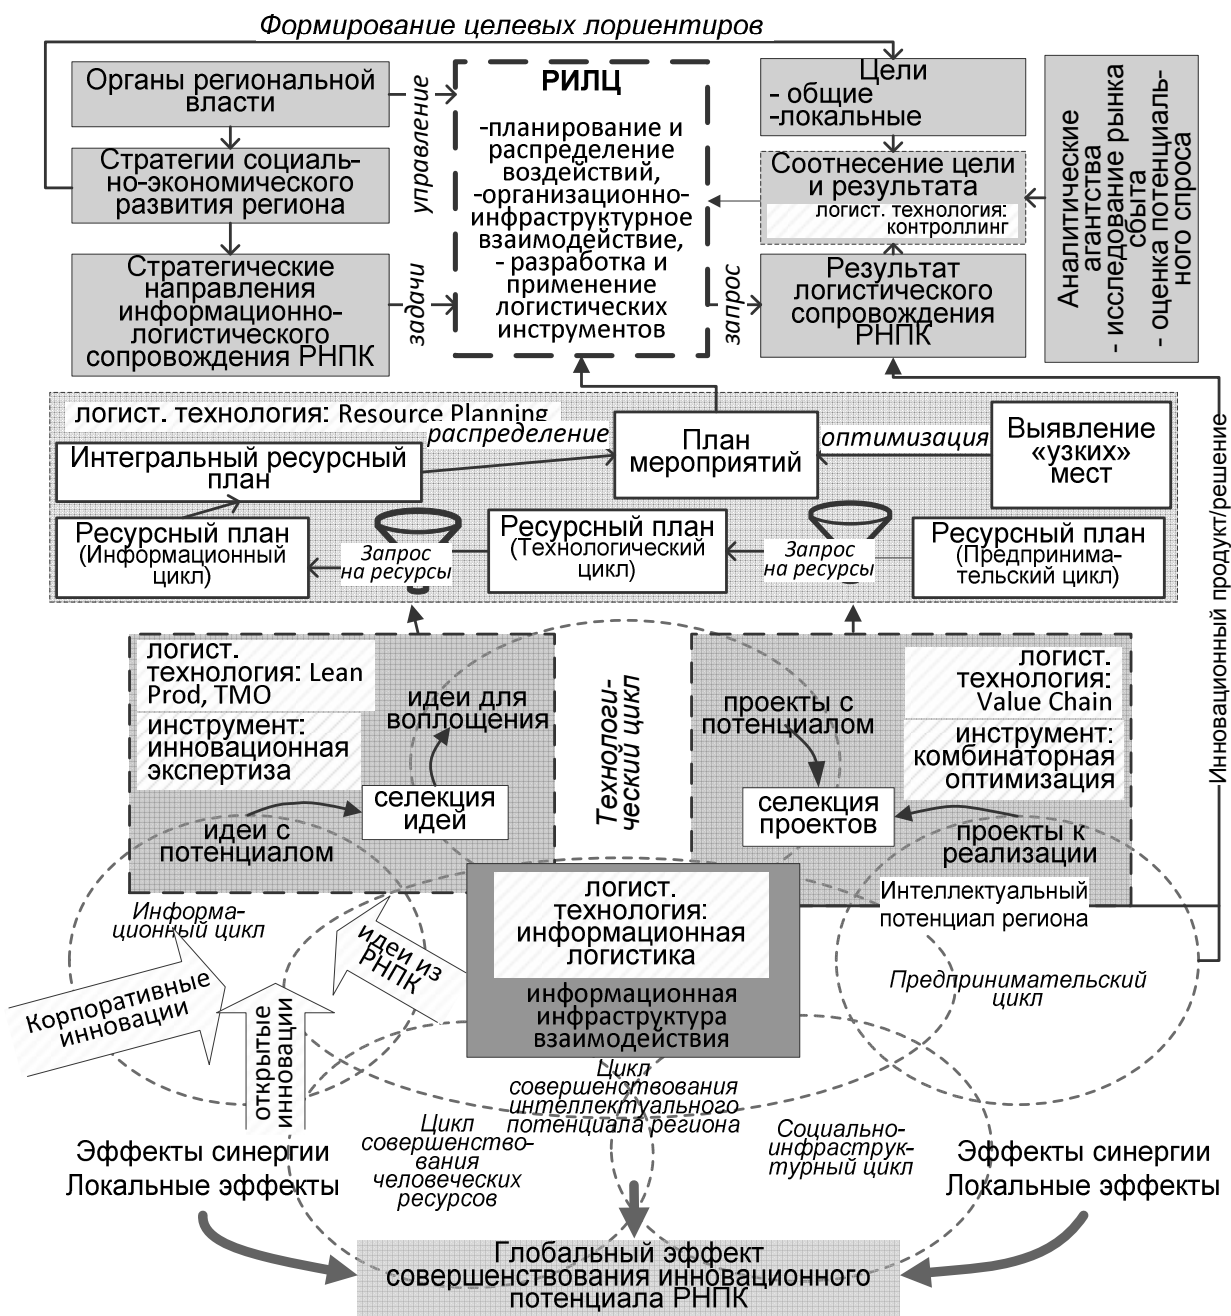 Формирование целевых лориентиров
Органы региональной
власти
Стратегии социаль-
но-экономического
развития региона
Стратегические
направления
информационно-
логистического
сопровождения РНПК
управление
задачи
РИЛЦ
-планирование и
распределение
воздействий,
-организационно-
инфраструктурное
взаимодействие,
- разработка и
применение
логистических
инструментов
запрос
Цели
- общие
-локальные
Соотнесение цели
и результата
логист. технология:
контроллинг
Результат
логистического
сопровождения
РНПК
Аналитические
агантства
- исследование рынка
сбыта
- оценка потенциаль-
ного спроса
логист. технология: Resource Planning
распределение
Интегральный ресурсный
план
План
мероприятий
оптимизация
Выявление
«узких»
мест
Ресурсный план
(Информационный
цикл)
Запрос
на ресурсы
Ресурсный план
(Технологический
цикл)
Запрос
на ресурсы
Ресурсный план
(Предпринима-
тельский цикл)
Инновационный продукт/решение
логист.
технология: Lean
Prod, TMO
инструмент:
инновационная
экспертиза
идеи для
воплощения
селекция
идей
идеи с
потенциалом
Технологи-
ческий цикл
проекты с
потенциалом
логист.
технология:
Value Chain
инструмент:
комбинаторная
оптимизация
селекция
проектов
проекты к
реализации
Информа-
ционный цикл
идеи из
РНПК
Корпоративные
инновации
открытые
инновации
логист.
технология:
информационная
логистика
информационная
инфраструктура
взаимодействия
Интеллектуальный
потенциал региона
Предпринимательский
цикл
Цикл
совершенствования
интеллектуального
потенциала региона
Цикл
совершенство-
вания
человеческих
ресурсов
Социально-
инфраструк-
турный цикл
Эффекты синергии
Локальные эффекты
Эффекты синергии
Локальные эффекты
Глобальный эффект
совершенствования инновационного
потенциала РНПК